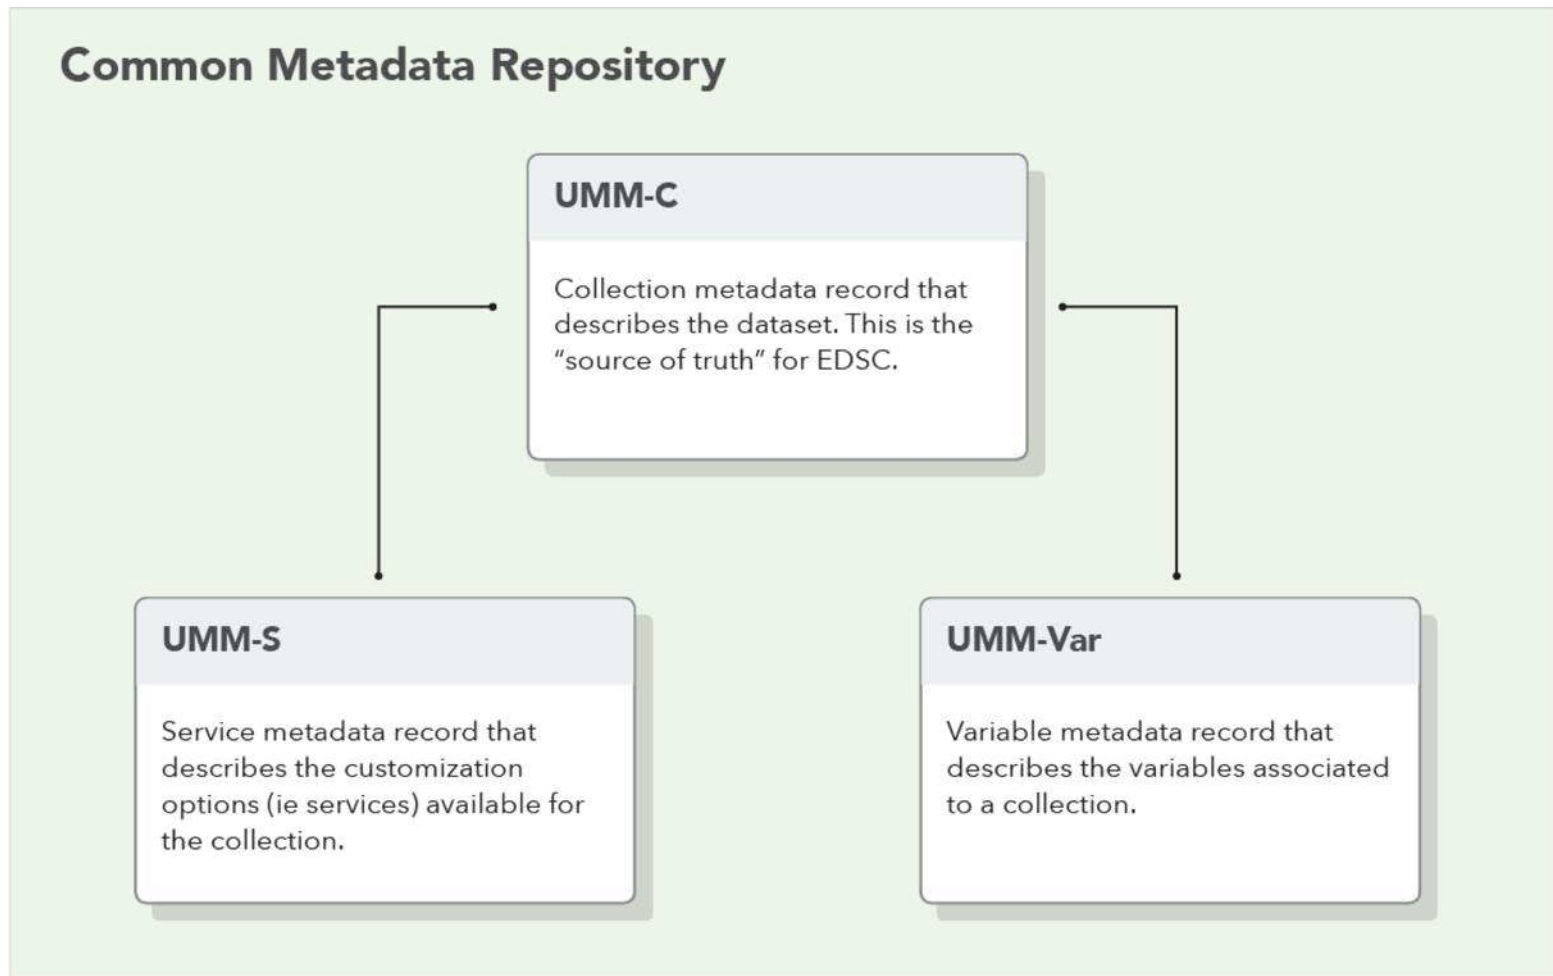 Common Metadata Repository
UMM-C
Collection metadata record that
describes the dataset. This is the
“source of truth” for EDSC.
UMM-S
Service metadata record that
describes the customization
options (ie services) available for
the collection.
UMM-Var
Variable metadata record that
describes the variables associated
to a collection.